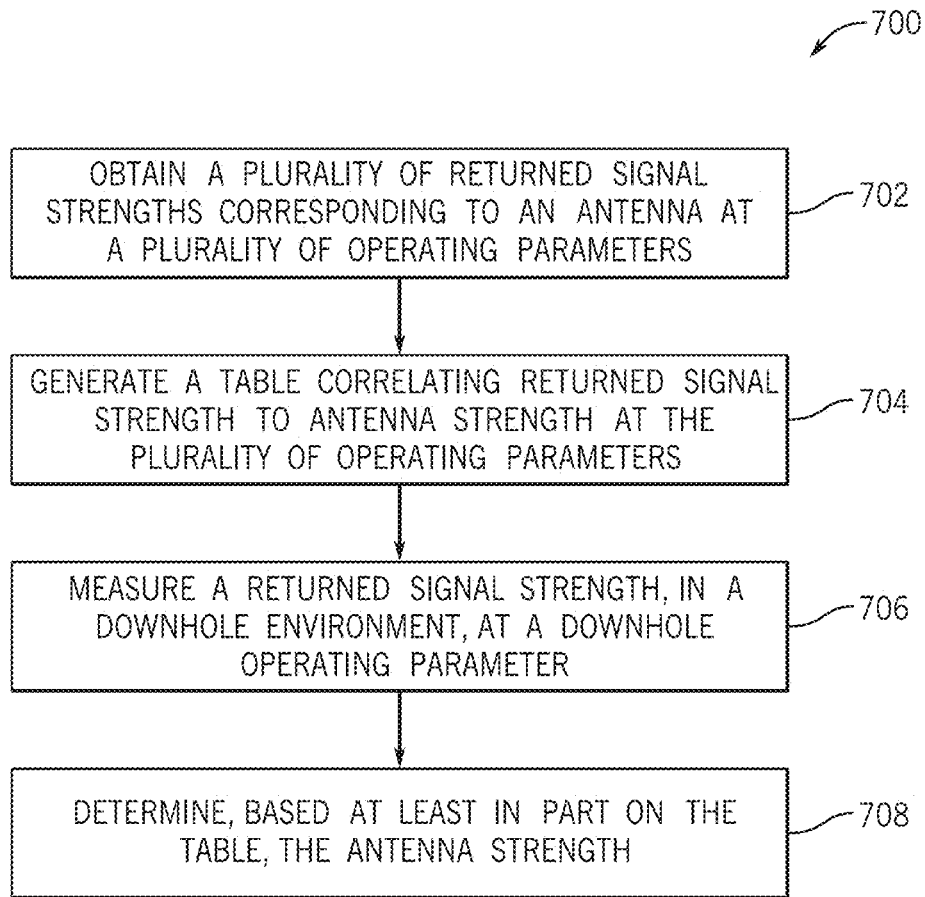 700
OBTAIN A PLURALITY OF RETURNED SIGNAL
STRENGTHS CORRESPONDING TO AN ANTENNA AT
A PLURALITY OF OPERATING PARAMETERS
702
GENERATE A TABLE CORRELATING RETURNED SIGNAL
STRENGTH TO ANTENNA STRENGTH AT THE
PLURALITY OF OPERATING PARAMETERS
704
MEASURE A RETURNED SIGNAL STRENGTH, IN A
DOWNHOLE ENVIRONMENT, AT A DOWNHOLE
OPERATING PARAMETER
706
DETERMINE, BASED AT LEAST IN PART ON THE
TABLE, THE ANTENNA STRENGTH
708